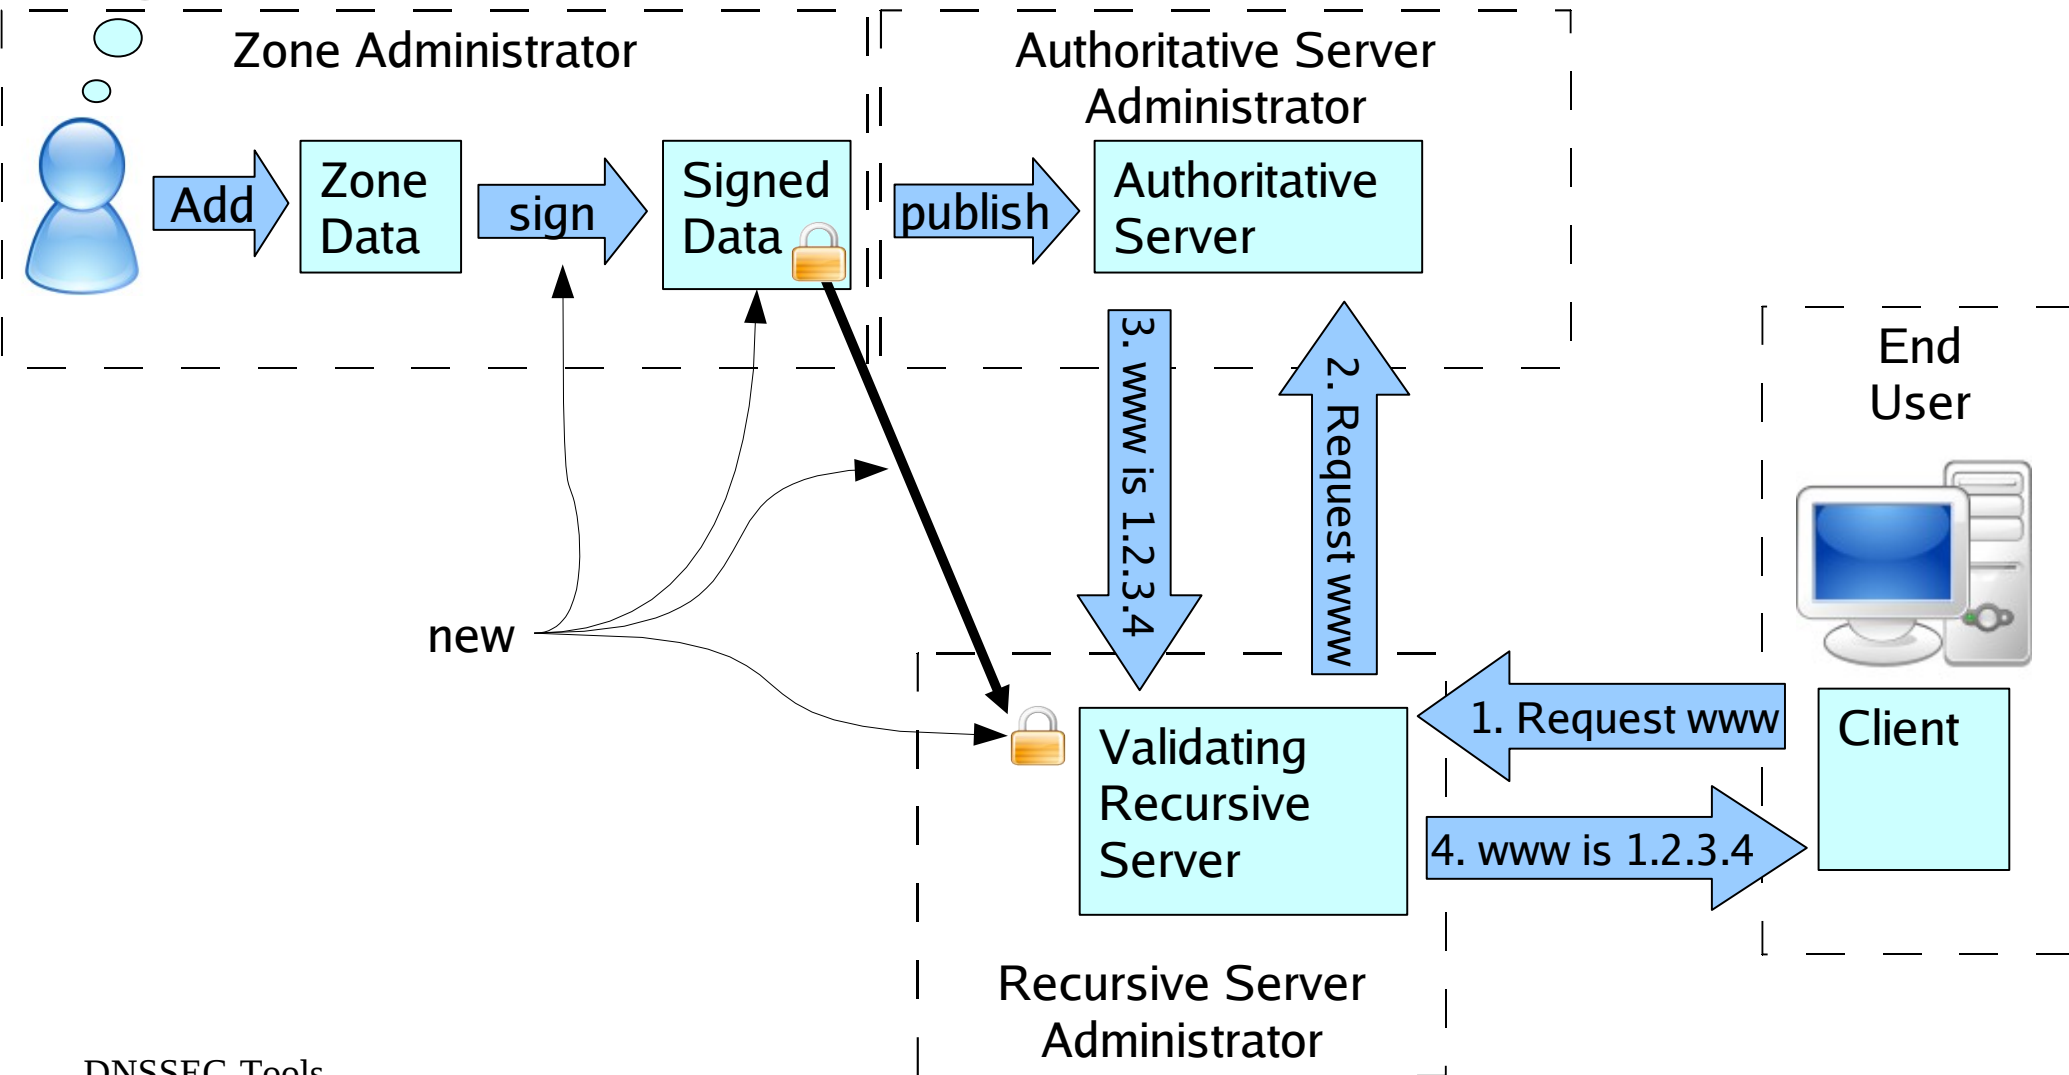 Zone Administrator
Authoritative Server
Administrator
Add
Zone
Data
sign
Signed
Data
publish
Authoritative
Server
3. www is 1.2.3.4
2. Request www
End
User
new
1. Request www
Client
Validating
Recursive
Server
4. www is 1.2.3.4
Recursive Server
Administrator
DNSSEC Tools